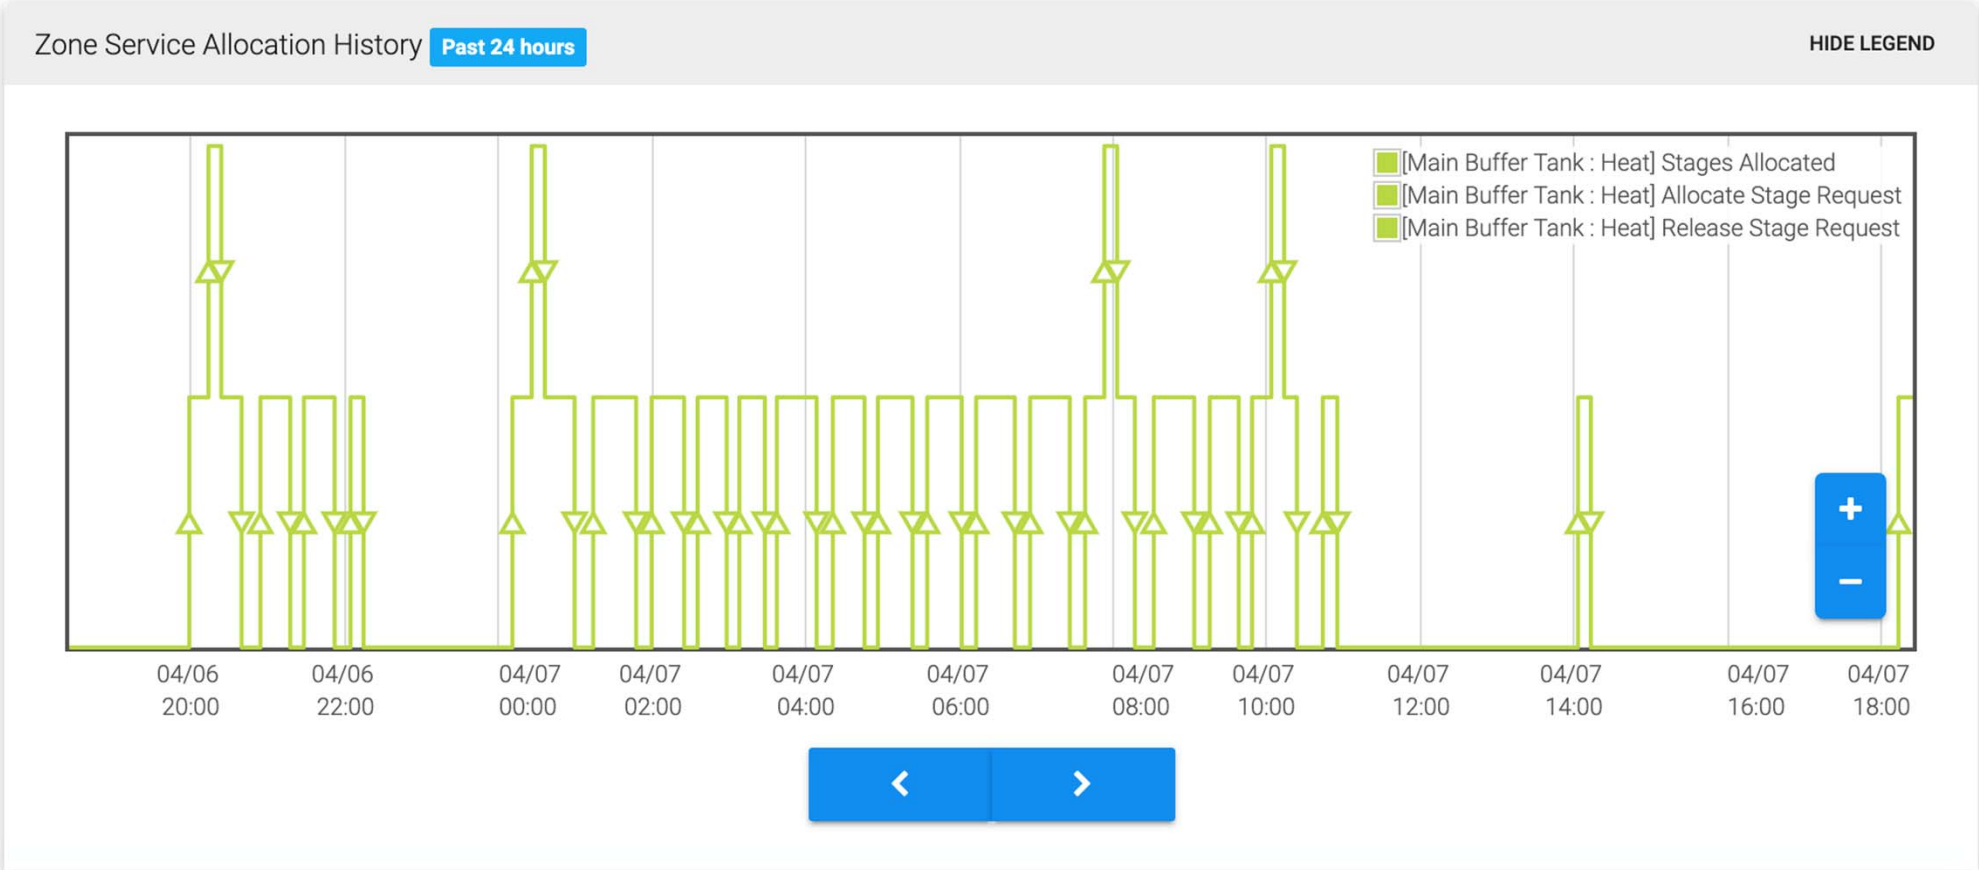 Zone Service Allocation History Past 24 hours HIDE LEGEND
[Main Buffer Tank : Heat] Stages Allocated
[Main Buffer Tank : Heat] Allocate Stage Request
[Main Buffer Tank : Heat] Release Stage Request
+
−
04/06 04/06 04/07 04/07 04/07 04/07 04/07 04/07 04/07 04/07 04/07 04/07
20:00 22:00 00:00 02:00 04:00 06:00 08:00 10:00 12:00 14:00 16:00 18:00